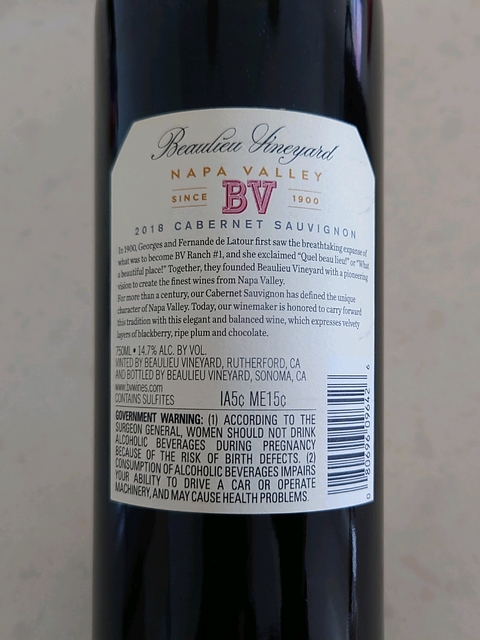 Beaulieu Vineyard
NAPA VALLEY
SINCE BV 1900
2018 CABERNET SAUVIGNON
In 1900, Georges and Fernande de Latour first saw the breathtaking expanse of
what was to become BV Ranch #1, and she exclaimed "Quel beau lieu!" or "What
a beautiful place!" Together, they founded Beaulieu Vineyard with a pioneering
vision to create the finest wines from Napa Valley.
For more than a century, our Cabernet Sauvignon has defined the unique
character of Napa Valley. Today, our winemaker is honored to carry forward
this tradition with this elegant and balanced wine, which expresses velvety
layers of blackberry, ripe plum and chocolate.
750ML • 14.7% ALC. BY VOL.
VINTED BY BEAULIEU VINEYARD, RUTHERFORD, CA
AND BOTTLED BY BEAULIEU VINEYARD, SONOMA, CA
www.bvwines.com
CONTAINS SULFITES IA5c ME15c
GOVERNMENT WARNING: (1) ACCORDING TO THE
SURGEON GENERAL, WOMEN SHOULD NOT DRINK
ALCOHOLIC BEVERAGES DURING PREGNANCY
BECAUSE OF THE RISK OF BIRTH DEFECTS. (2)
CONSUMPTION OF ALCOHOLIC BEVERAGES IMPAIRS
YOUR ABILITY TO DRIVE A CAR OR OPERATE
MACHINERY, AND MAY CAUSE HEALTH PROBLEMS.
0 80696 09642 6